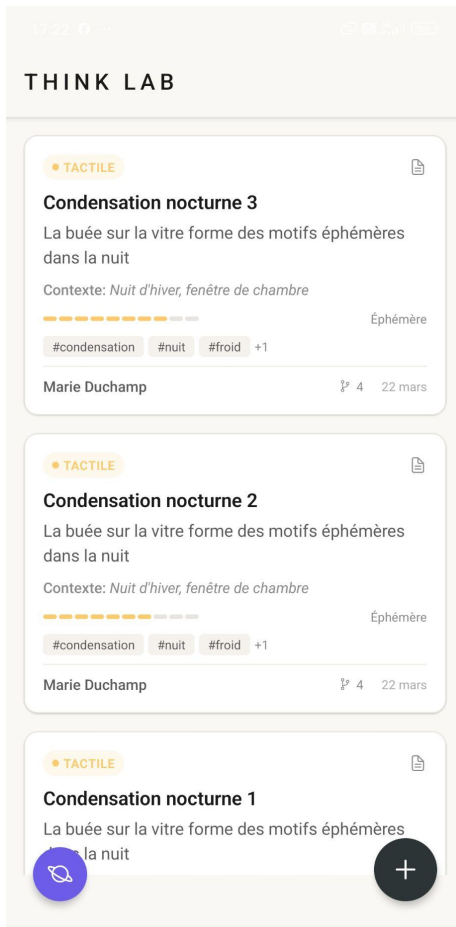 17:22
THINK LAB
TACTILE
Condensation nocturne 3
La buée sur la vitre forme des motifs éphémères
dans la nuit
Contexte: Nuit d'hiver, fenêtre de chambre
Éphémère
#condensation #nuit #froid +1
Marie Duchamp 4 22 mars
TACTILE
Condensation nocturne 2
La buée sur la vitre forme des motifs éphémères
dans la nuit
Contexte: Nuit d'hiver, fenêtre de chambre
Éphémère
#condensation #nuit #froid +1
Marie Duchamp 4 22 mars
TACTILE
Condensation nocturne 1
La buée sur la vitre forme des motifs éphémères
la nuit